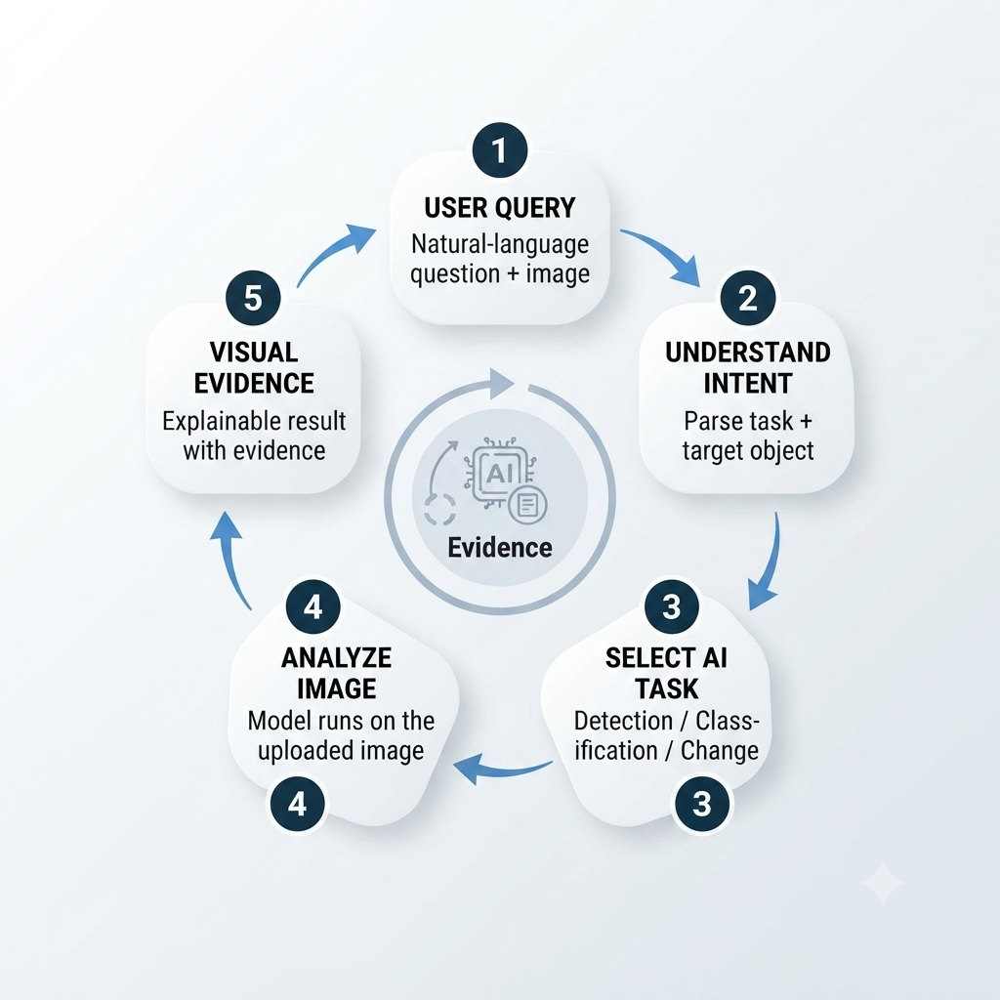 1
USER QUERY
Natural-language
question + image
2
UNDERSTAND
INTENT
Parse task +
target object
3
SELECT AI
TASK
Detection / Class-
ification / Change
3
4
ANALYZE
IMAGE
Model runs on the
uploaded image
4
5
VISUAL
EVIDENCE
Explainable result
with evidence
AI
Evidence